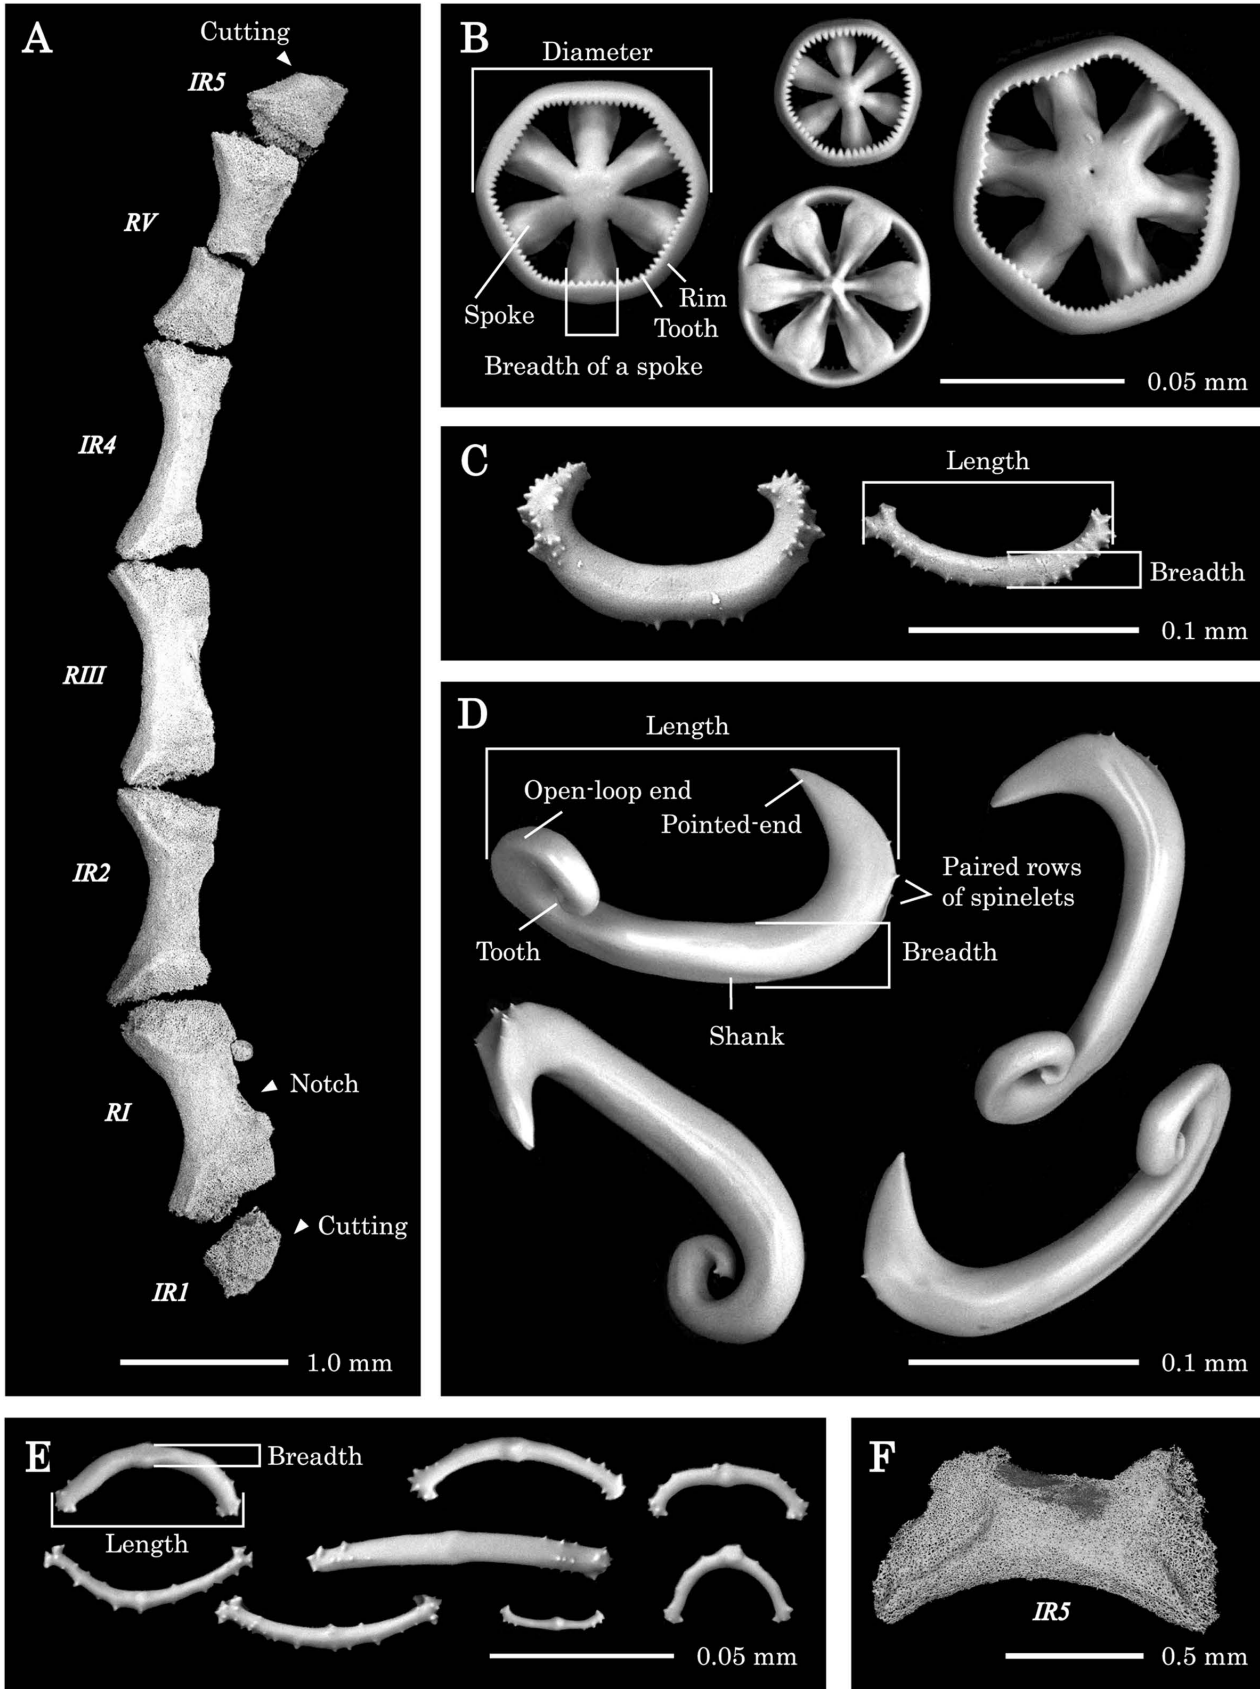 A
Cutting
IR5
RV
IR4
RIII
IR2
RI
Notch
Cutting
IR1
1.0 mm
B
Diameter
Spoke
Rim
Tooth
Breadth of a spoke
0.05 mm
C
Length
Breadth
0.1 mm
D
Length
Open-loop end
Pointed-end
Paired rows
of spinelets
Tooth
Breadth
Shank
0.1 mm
E
Breadth
Length
0.05 mm
F
IR5
0.5 mm